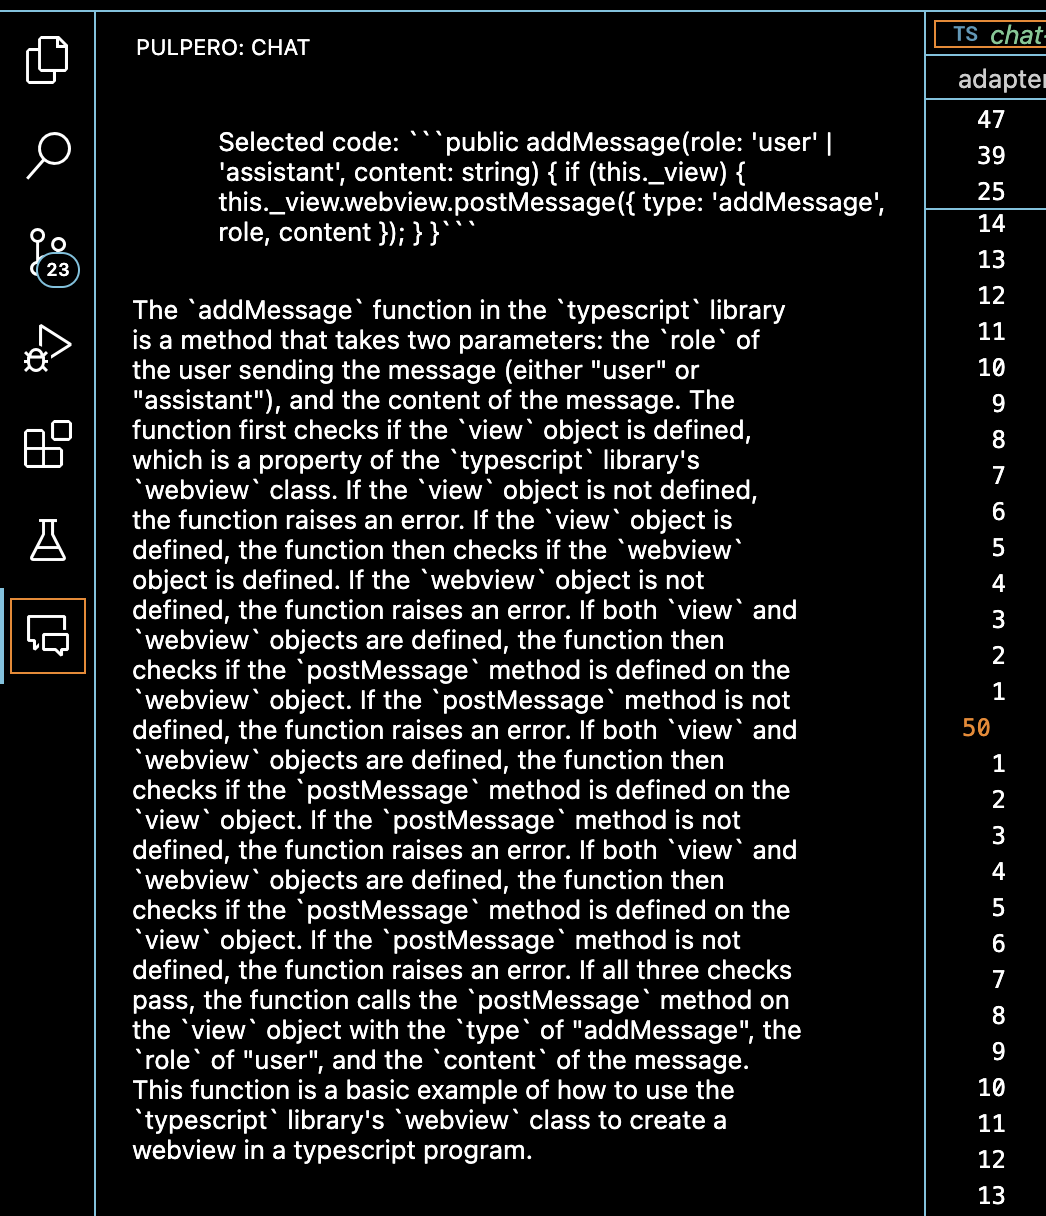 PULPERO: CHAT
Selected code: ```public addMessage(role: 'user' |
'assistant', content: string) { if (this._view) {
this._view.webview.postMessage({ type: 'addMessage',
role, content }); } }```
23
The `addMessage` function in the `typescript` library
is a method that takes two parameters: the `role` of
the user sending the message (either "user" or
"assistant"), and the content of the message. The
function first checks if the `view` object is defined,
which is a property of the `typescript` library's
`webview` class. If the `view` object is not defined,
the function raises an error. If the `view` object is
defined, the function then checks if the `webview`
object is defined. If the `webview` object is not
defined, the function raises an error. If both `view` and
`webview` objects are defined, the function then
checks if the `postMessage` method is defined on the
`webview` object. If the `postMessage` method is not
defined, the function raises an error. If both `view` and
`webview` objects are defined, the function then
checks if the `postMessage` method is defined on the
`view` object. If the `postMessage` method is not
defined, the function raises an error. If both `view` and
`webview` objects are defined, the function then
checks if the `postMessage` method is defined on the
`view` object. If the `postMessage` method is not
defined, the function raises an error. If all three checks
pass, the function calls the `postMessage` method on
the `view` object with the `type` of "addMessage", the
`role` of "user", and the `content` of the message.
This function is a basic example of how to use the
`typescript` library's `webview` class to create a
webview in a typescript program.
TS chat-
adapter
47
39
25
14
13
12
11
10
9
8
7
6
5
4
3
2
1
50
1
2
3
4
5
6
7
8
9
10
11
12
13